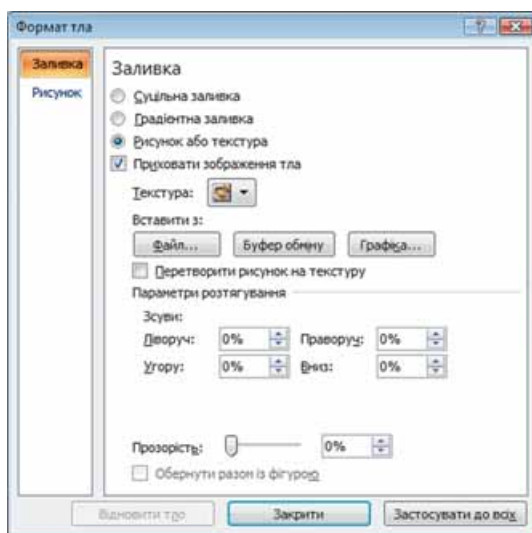 Формат тла
Заливка
Рисунок
Заливка
Суцільна заливка
Градієнтна заливка
Рисунок або текстура
Приховати зображення тла
Текстура:
Вставити з:
Файл... Буфер обміну Графіка...
Перетворити рисунок на текстуру
Параметри розтягування
Зсуви:
Ліворуч: 0% Праворуч: 0%
Угору: 0% Вниз: 0%
Прозорість: 0%
Обернути разом із фігурою
Відновити тло Закрити Застосувати до всіх